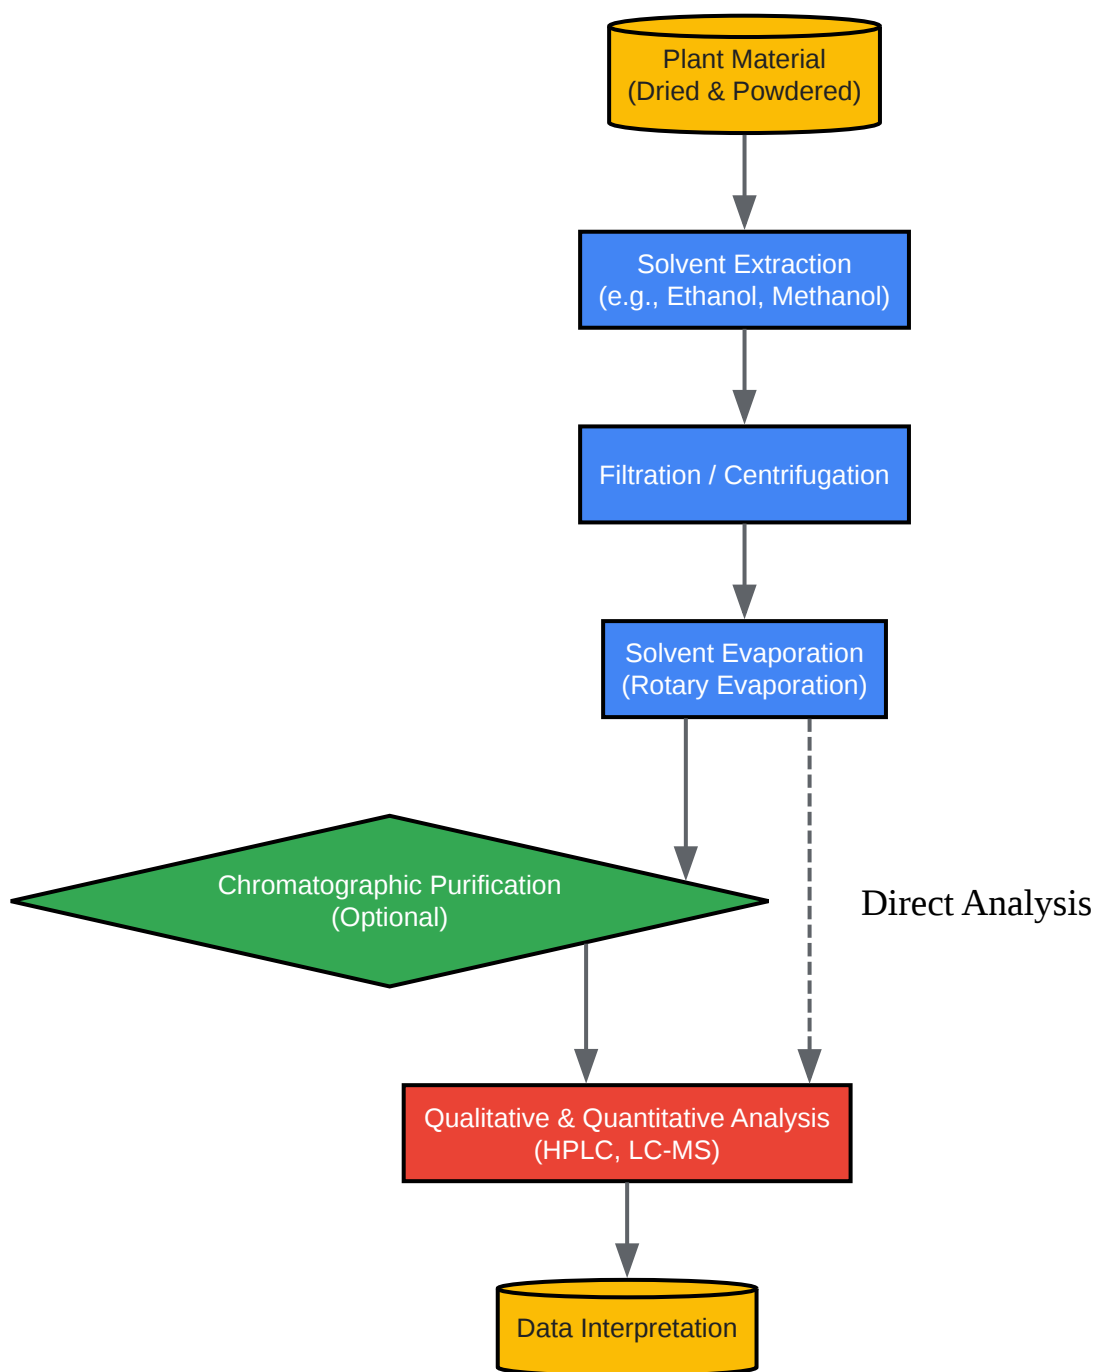 Plant Material
(Dried & Powdered)
Solvent Extraction
(e.g., Ethanol, Methanol)
Filtration / Centrifugation
Solvent Evaporation
(Rotary Evaporation)
Chromatographic Purification
(Optional)
Direct Analysis
Qualitative & Quantitative Analysis
(HPLC, LC-MS)
Data Interpretation